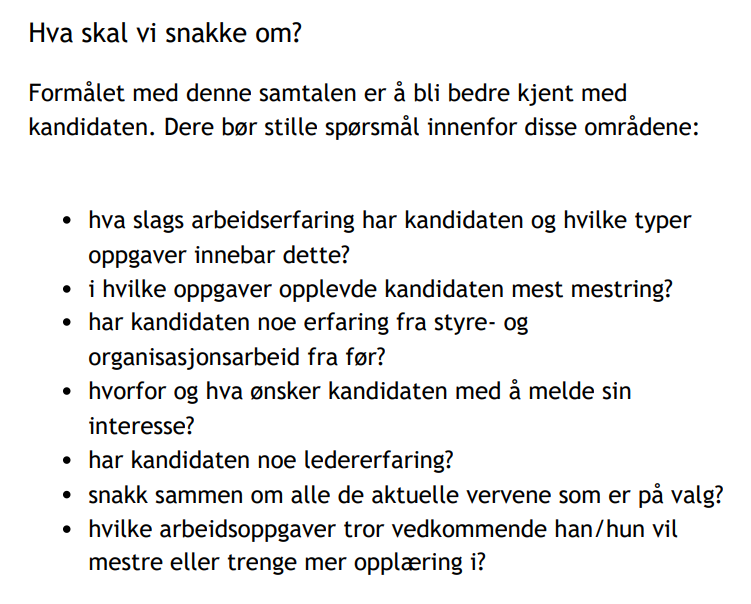 Hva skal vi snakke om?
Formålet med denne samtalen er å bli bedre kjent med
kandidaten. Dere bør stille spørsmål innenfor disse områdene:
• hva slags arbeidserfaring har kandidaten og hvilke typer
oppgaver innebar dette?
• i hvilke oppgaver opplevde kandidaten mest mestring?
• har kandidaten noe erfaring fra styre- og
organisasjonsarbeid fra før?
• hvorfor og hva ønsker kandidaten med å melde sin
interesse?
• har kandidaten noe ledererfaring?
• snakk sammen om alle de aktuelle vervene som er på valg?
• hvilke arbeidsoppgaver tror vedkommende han/hun vil
mestre eller trenge mer opplæring i?